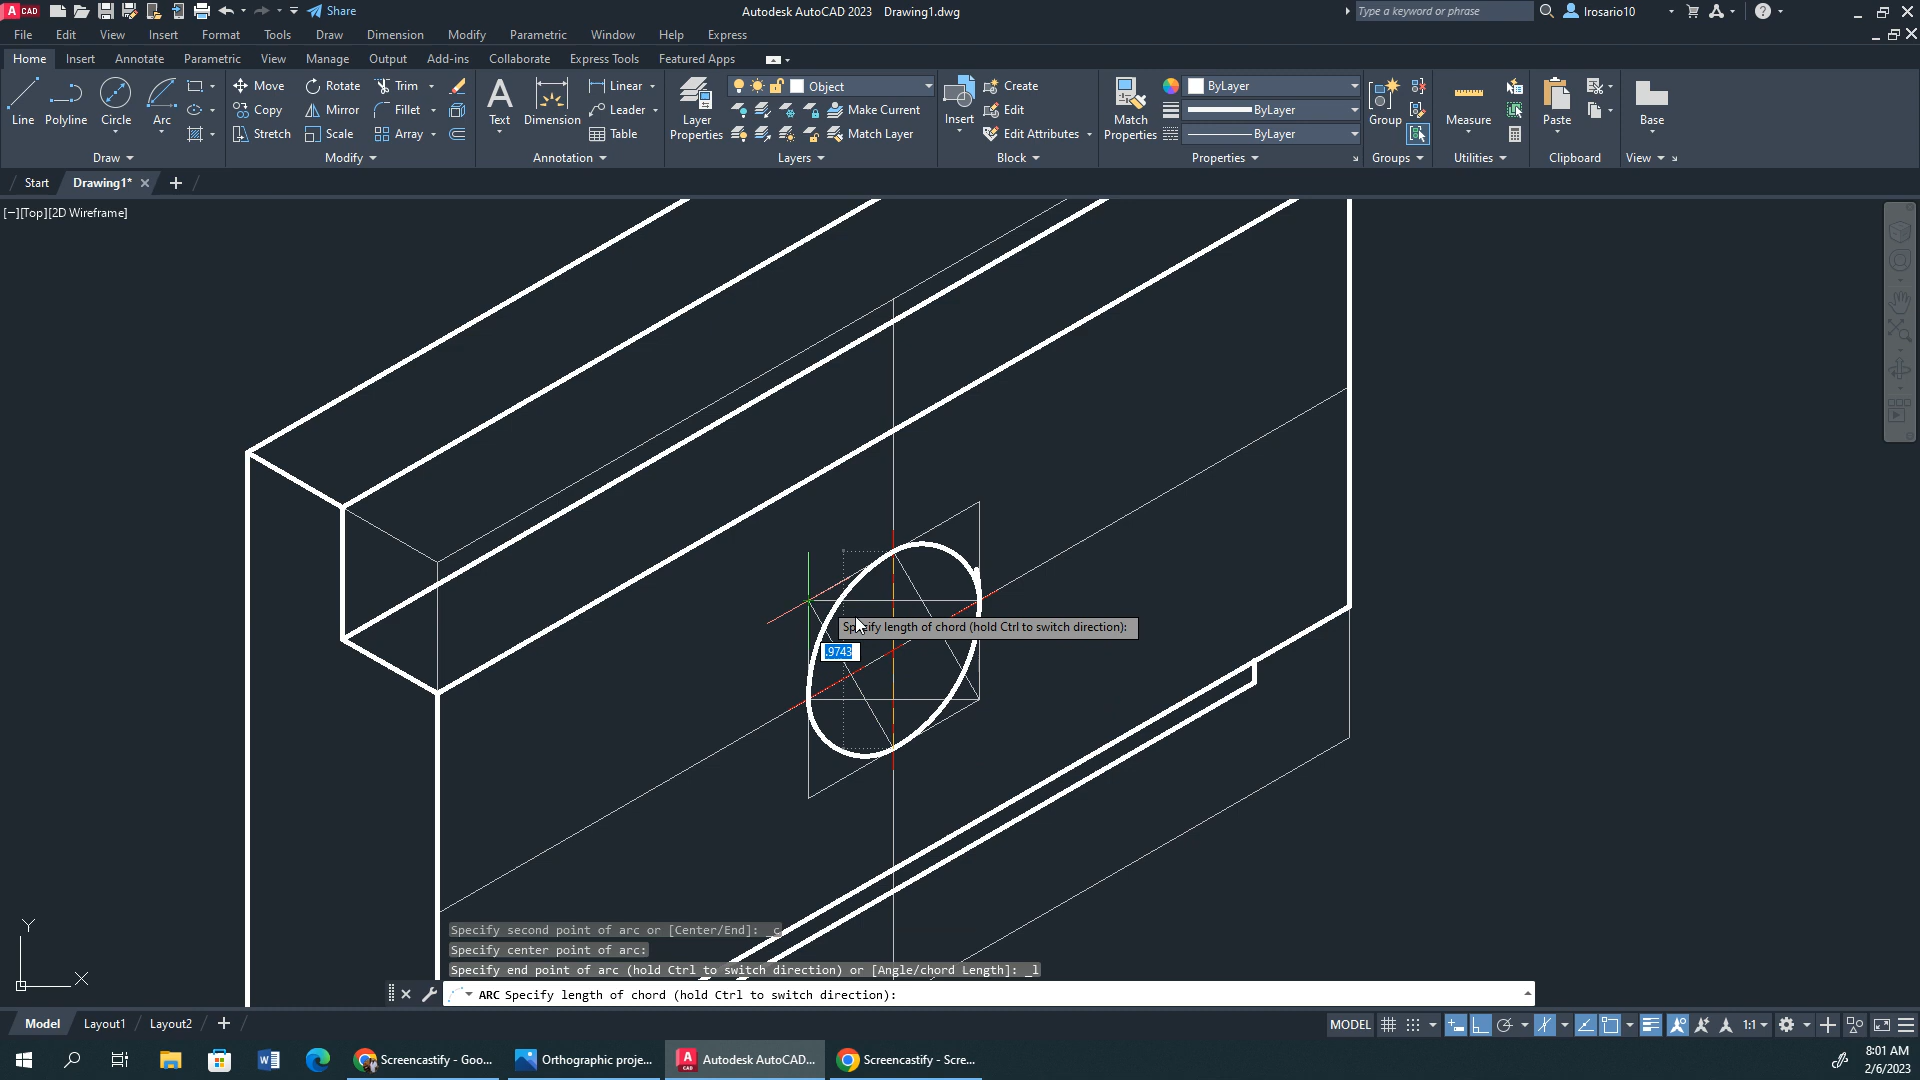 A CAD
Share
Autodesk AutoCAD 2023 Drawing1.dwg
Type a keyword or phrase
lrosario10
File Edit View Insert Format Tools Draw Dimension Modify Parametric Window Help Express
Home Insert Annotate Parametric View Manage Output Add-ins Collaborate Express Tools Featured Apps
Line Polyline Circle Arc
Move Rotate Trim
Copy Mirror Fillet
Stretch Scale Array
Text Dimension
Linear
Leader
Table
Layer Properties
Object
Make Current
Match Layer
Insert
Create
Edit
Edit Attributes
Match Properties
ByLayer
ByLayer
ByLayer
Group
Measure
Paste
Base
Draw Modify Annotation Layers Block Properties Groups Utilities Clipboard View
Start Drawing1*
[−][Top][2D Wireframe]
Specify length of chord (hold Ctrl to switch direction):
.9743
Y
X
Specify second point of arc or [Center/End]: _c
Specify center point of arc:
Specify end point of arc (hold Ctrl to switch direction) or [Angle/chord Length]: _l
ARC Specify length of chord (hold Ctrl to switch direction):
Model Layout1 Layout2
MODEL
1:1
Screencastify - Goo...
Orthographic proje...
Autodesk AutoCAD...
Screencastify - Scre...
8:01 AM
2/6/2023